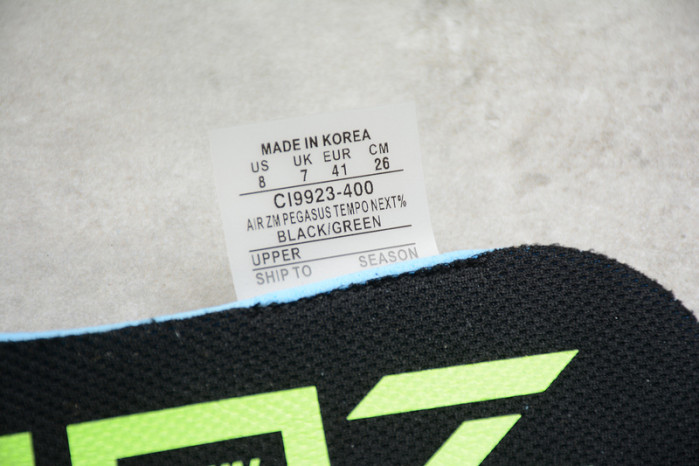 MADE IN KOREA
US UK EUR CM
8 7 41 26
CI9923-400
AIR ZM PEGASUS TEMPO NEXT%
BLACK/GREEN
UPPER
SHIP TO SEASON